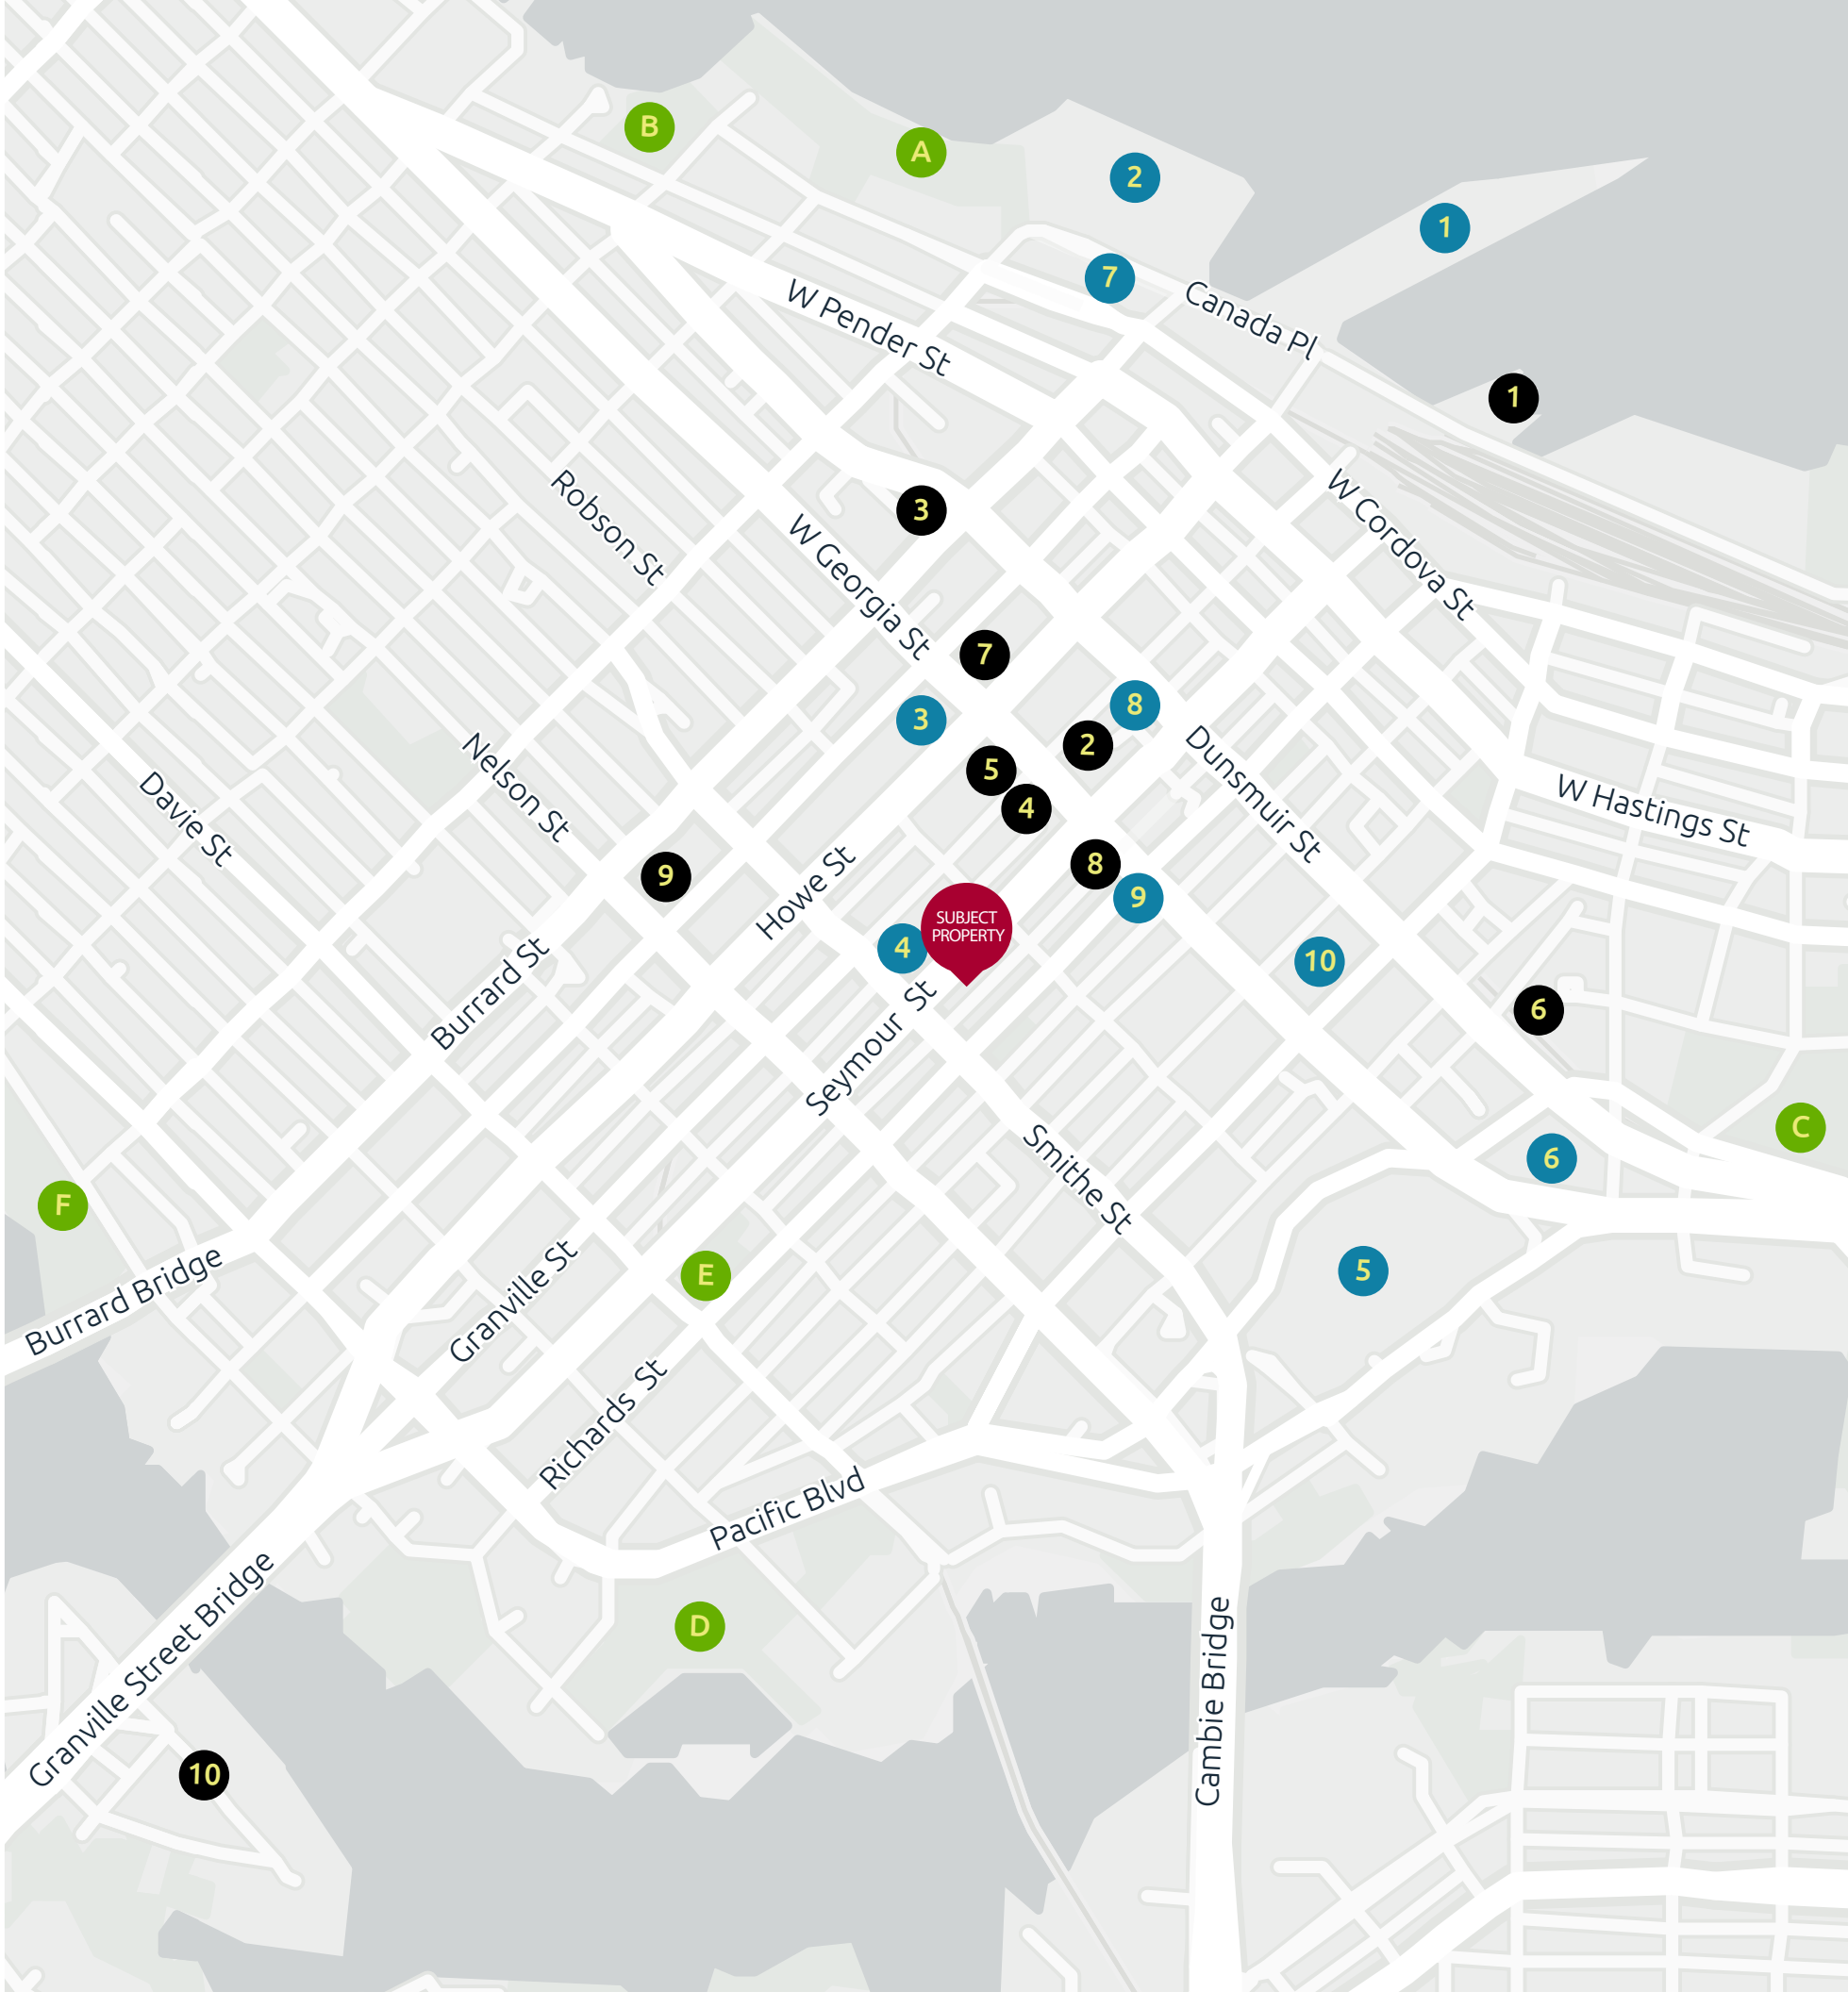 B
A
2
1
7
Canada Pl
W Pender St
1
Robson St
3
W Cordova St
W Georgia St
7
3
8
2
5
4
Nelson St
Dunsmuir St
Davie St
W Hastings St
8
9
9
Howe St
SUBJECT
PROPERTY
4
10
Burrard St
6
Seymour St
C
Smithe St
6
F
Burrard Bridge
Granville St
E
5
Richards St
Pacific Blvd
D
Granville Street Bridge
Cambie Bridge
10